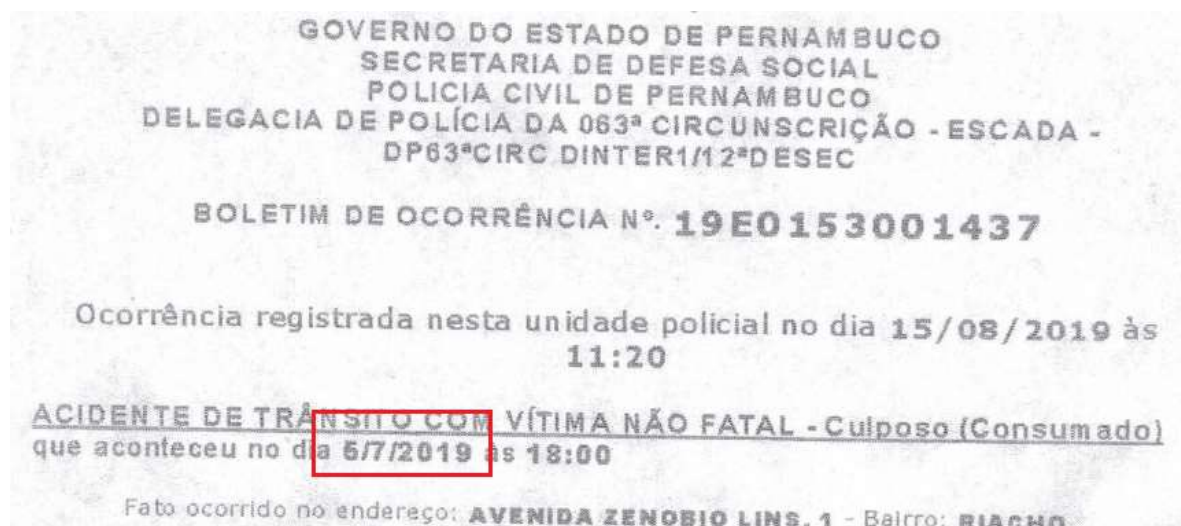 GOVERNO DO ESTADO DE PERNAMBUCO
SECRETARIA DE DEFESA SOCIAL
POLICIA CIVIL DE PERNAMBUCO
DELEGACIA DE POLÍCIA DA 063ª CIRCUNSCRIÇÃO - ESCADA -
DP63ªCIRC DINTER1/12ªDESEC
BOLETIM DE OCORRÊNCIA Nº. 19E0153001437
Ocorrência registrada nesta unidade policial no dia 15/08/2019 às
11:20
ACIDENTE DE TRÂNSITO COM VÍTIMA NÃO FATAL - Culposo (Consumado)
que aconteceu no dia 5/7/2019 às 18:00
Fato ocorrido no endereço: AVENIDA ZENOBIO LINS, 1 - Bairro: RIACHO